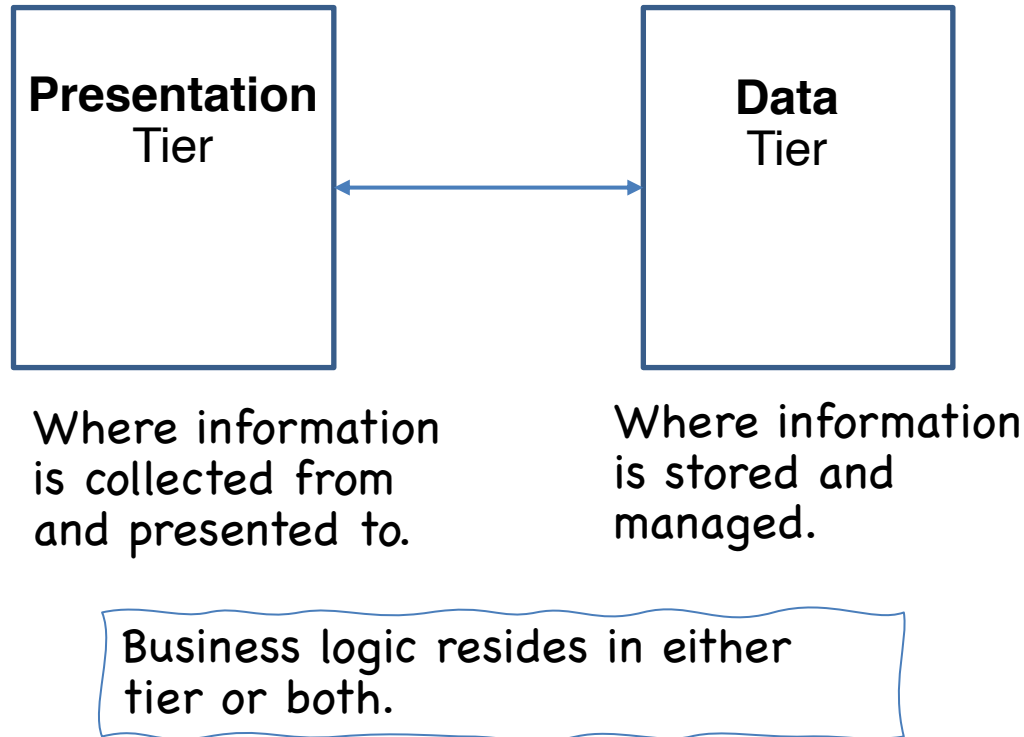 Presentation
Tier
Data
Tier
Where information
is collected from
and presented to.
Where information
is stored and
managed.
Business logic resides in either
tier or both.